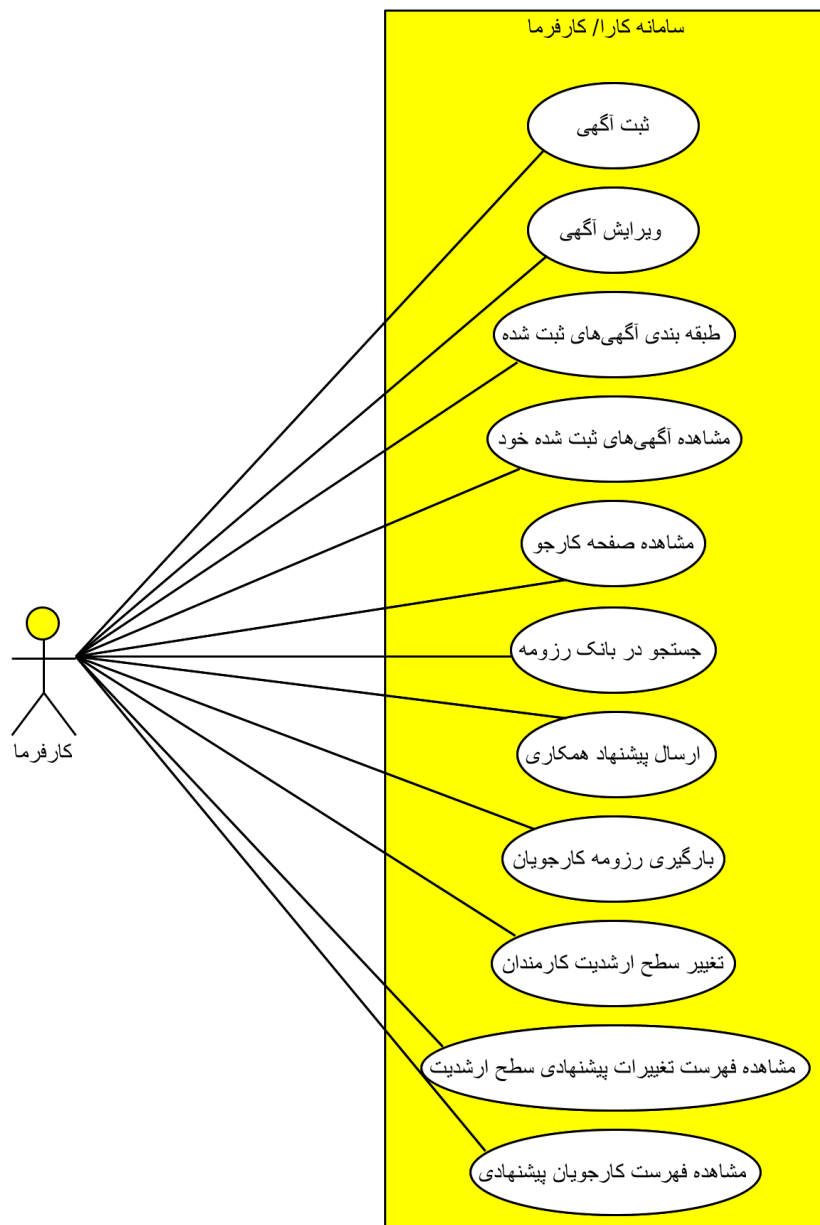 سامانه کارا/ کارفرما
ثبت آگهی
ویرایش آگهی
طبقه بندی آگهی‌های ثبت شده
مشاهده آگهی‌های ثبت شده خود
مشاهده صفحه کارجو
جستجو در بانک رزومه
ارسال پیشنهاد همکاری
بارگیری رزومه کارجویان
تغییر سطح ارشدیت کارمندان
مشاهده فهرست تغییرات پیشنهادی سطح ارشدیت
مشاهده فهرست کارجویان پیشنهادی
کارفرما